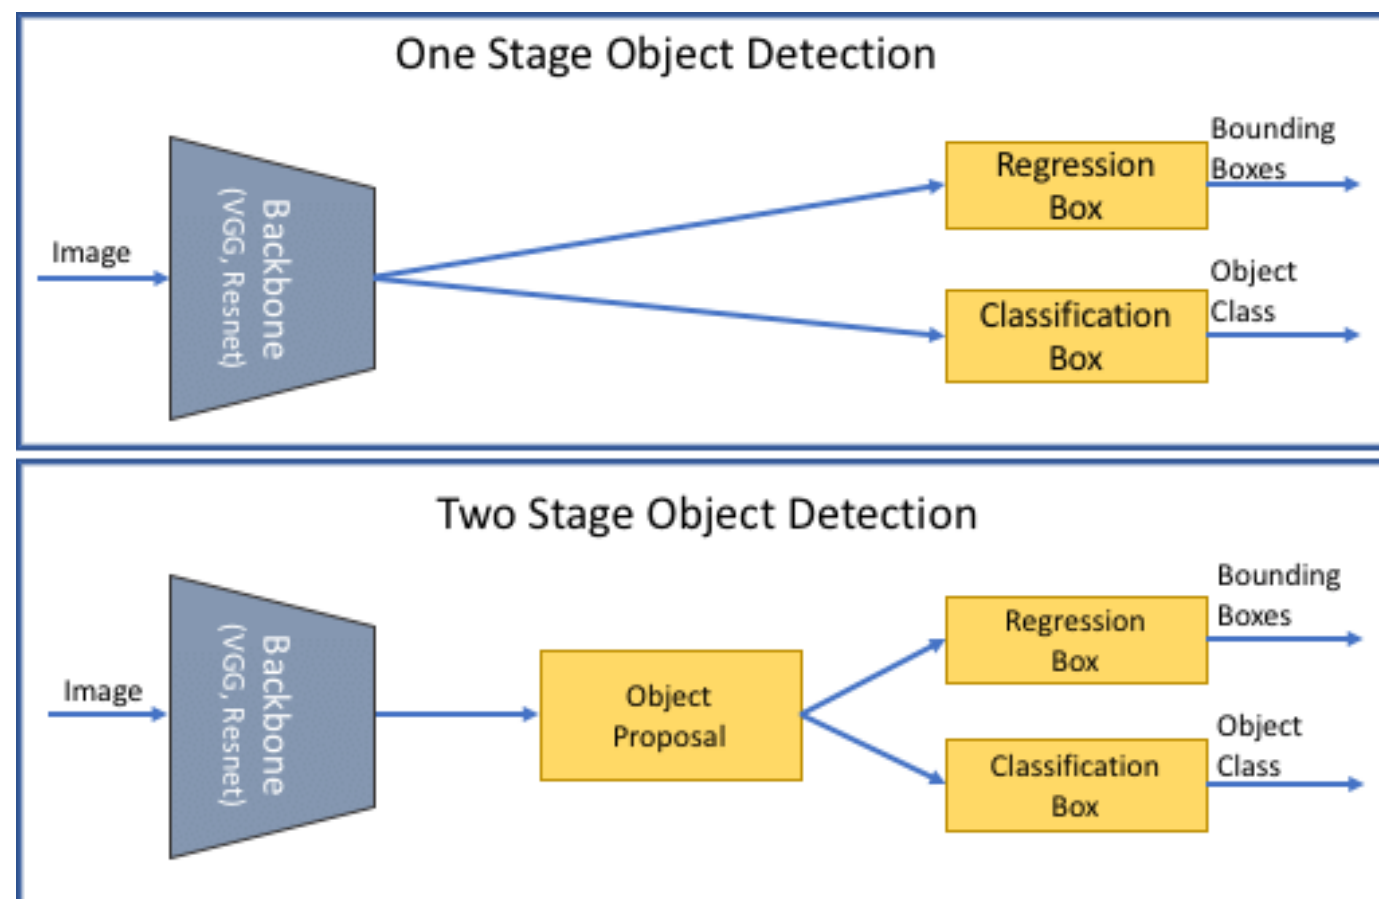 One Stage Object Detection
Image
Backbone
(VGG, Resnet)
Regression
Box
Bounding
Boxes
Classification
Box
Object
Class
Two Stage Object Detection
Image
Backbone
(VGG, Resnet)
Object
Proposal
Regression
Box
Bounding
Boxes
Classification
Box
Object
Class